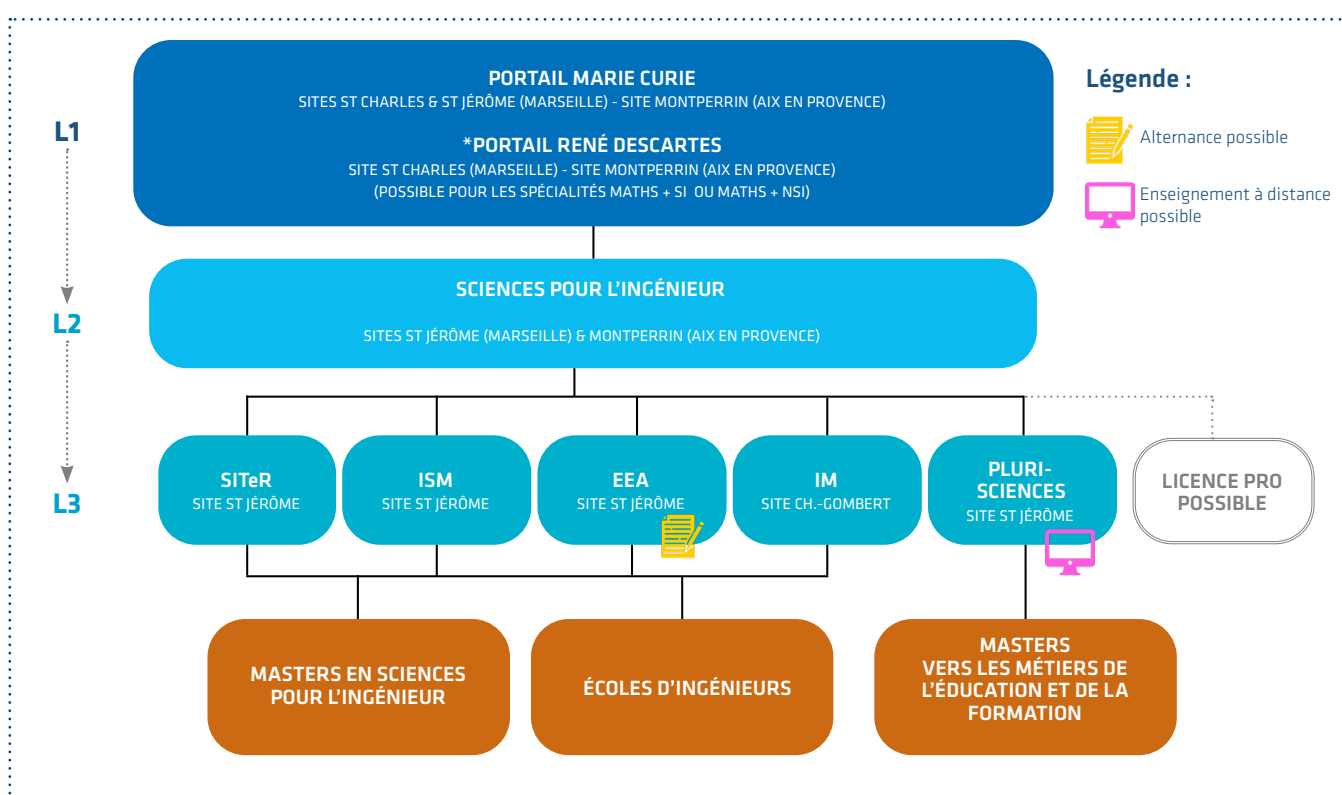 PORTAIL MARIE CURIE
SITES ST CHARLES & ST JÉRÔME (MARSEILLE) - SITE MONTPERRIN (AIX EN PROVENCE)
*PORTAIL RENÉ DESCARTES
SITE ST CHARLES (MARSEILLE) - SITE MONTPERRIN (AIX EN PROVENCE)
(POSSIBLE POUR LES SPÉCIALITÉS MATHS + SI OU MATHS + NSI)
Légende :
Alternance possible
Enseignement à distance
possible
L1
SCIENCES POUR L'INGÉNIEUR
SITES ST JÉRÔME (MARSEILLE) & MONTPERRIN (AIX EN PROVENCE)
L2
L3
SITeR
SITE ST JÉRÔME
ISM
SITE ST JÉRÔME
EEA
SITE ST JÉRÔME
IM
SITE CH.-GOMBERT
PLURI-
SCIENCES
SITE ST JÉRÔME
LICENCE PRO
POSSIBLE
MASTERS EN SCIENCES
POUR L'INGÉNIEUR
ÉCOLES D'INGÉNIEURS
MASTERS
VERS LES MÉTIERS DE
L'ÉDUCATION ET DE LA
FORMATION